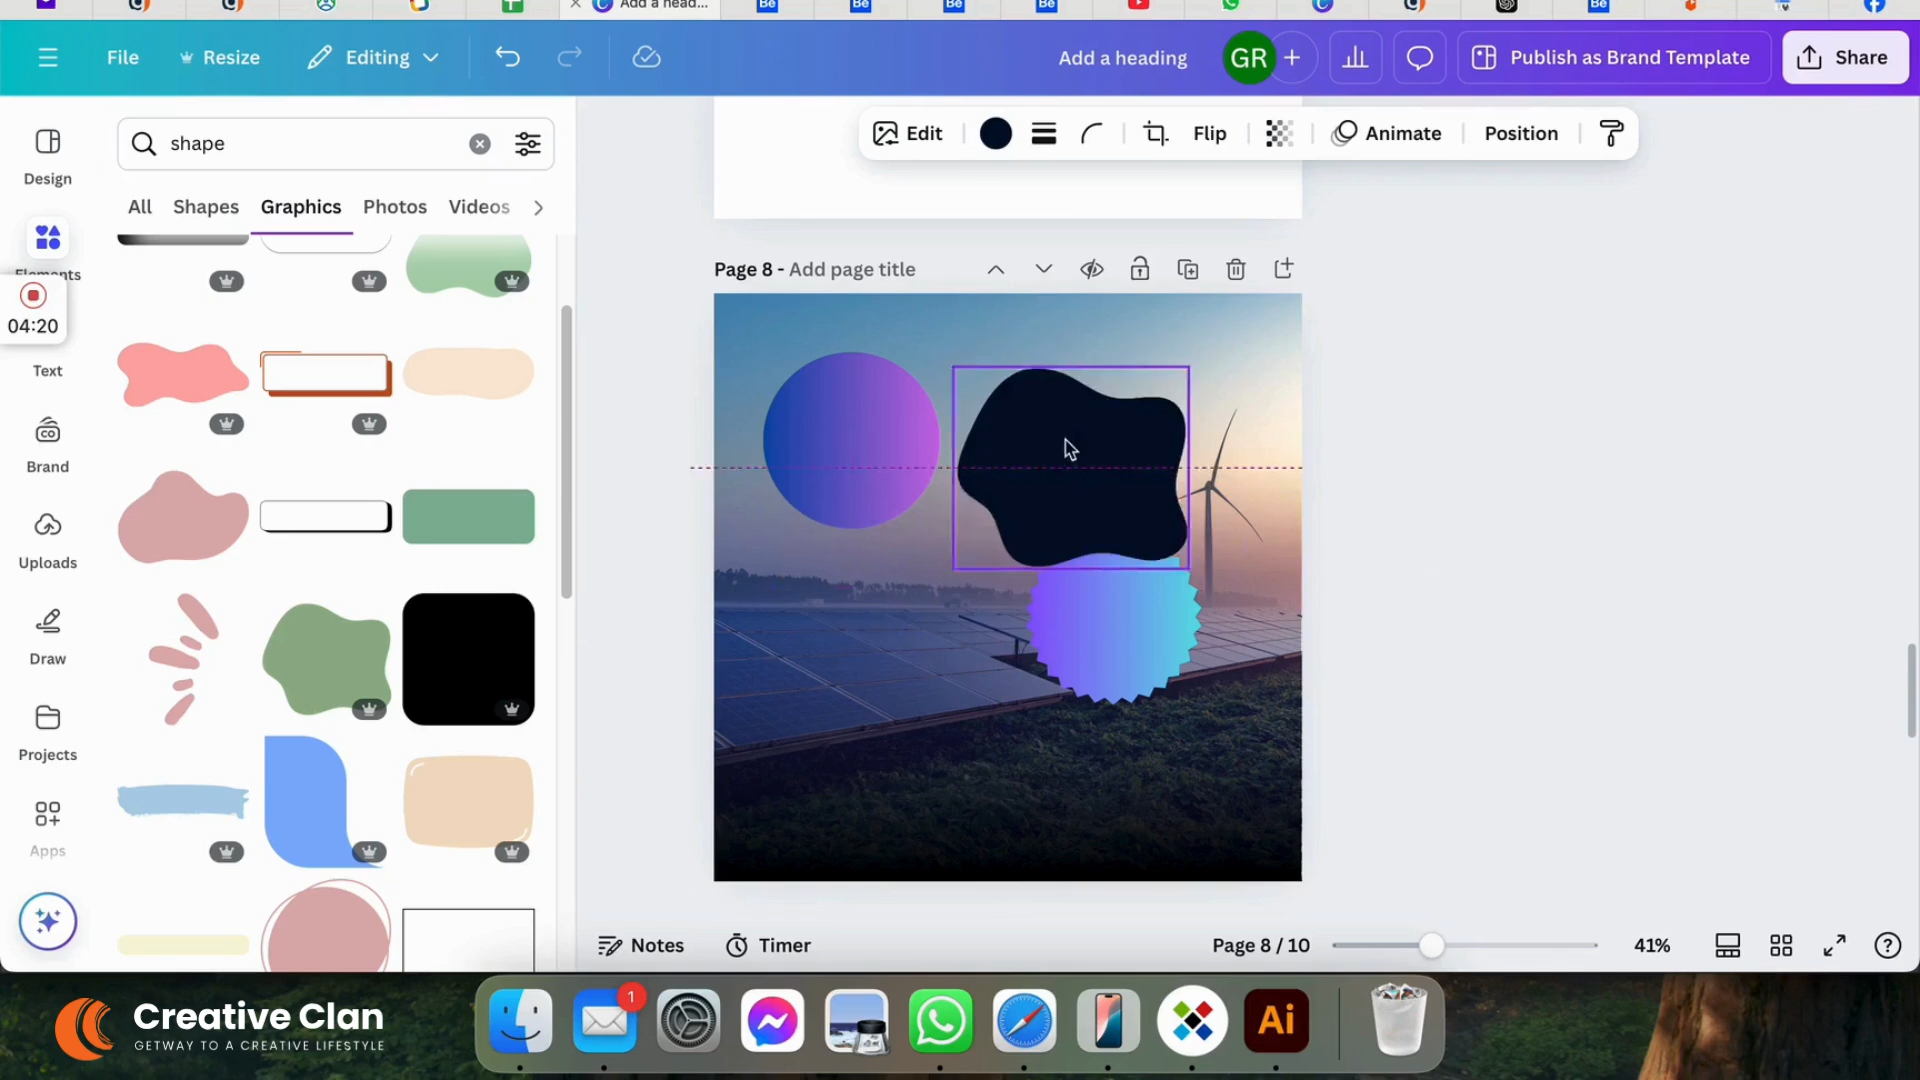 Add a head...
File
Resize
Editing
Add a heading
GR
Publish as Brand Template
Share
Design
shape
Edit
Flip
Animate
Position
All
Shapes
Graphics
Photos
Videos
Elements
04:20
Text
Brand
Uploads
Draw
Projects
Apps
Page 8 - Add page title
Notes
Timer
Page 8 / 10
41%
Creative Clan
GETWAY TO A CREATIVE LIFESTYLE
1
Ai